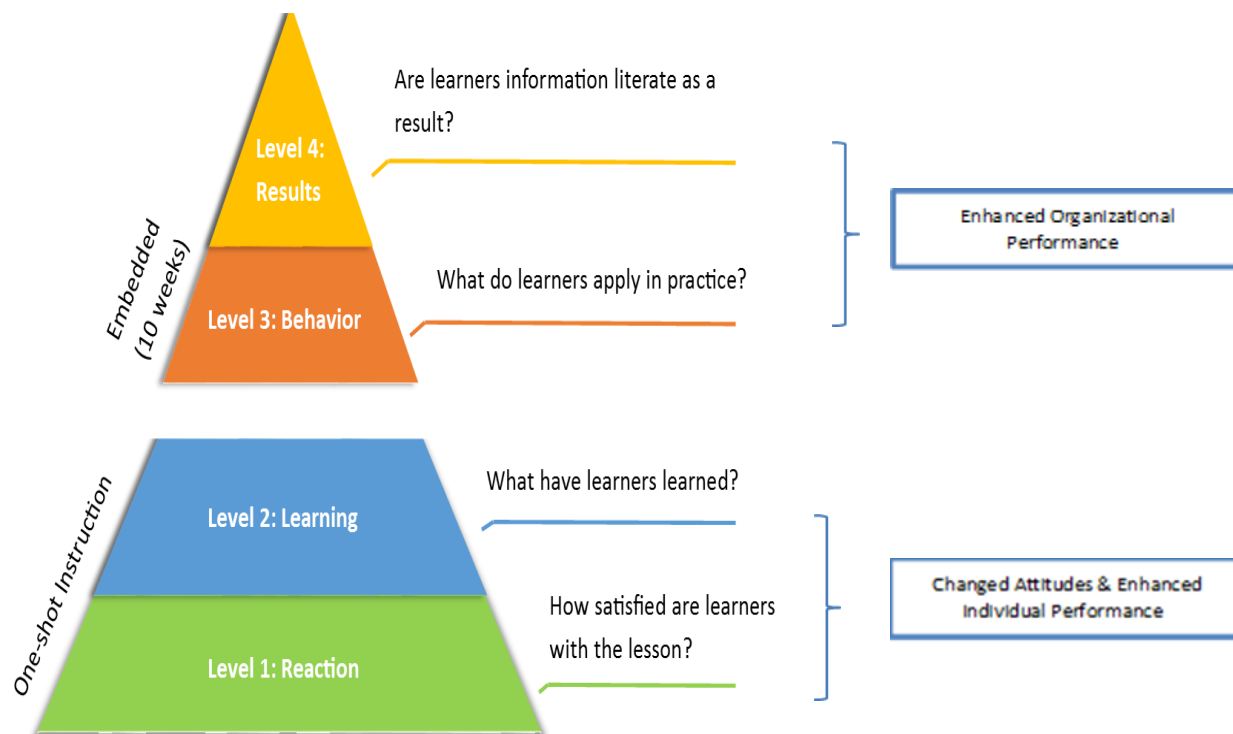 Are learners information literate as a
result?
Level 4:
Results
Enhanced Organizational
Performance
Embedded
(10 weeks)
What do learners apply in practice?
Level 3: Behavior
What have learners learned?
Level 2: Learning
One-shot Instruction
Changed Attitudes & Enhanced
Individual Performance
How satisfied are learners
with the lesson?
Level 1: Reaction